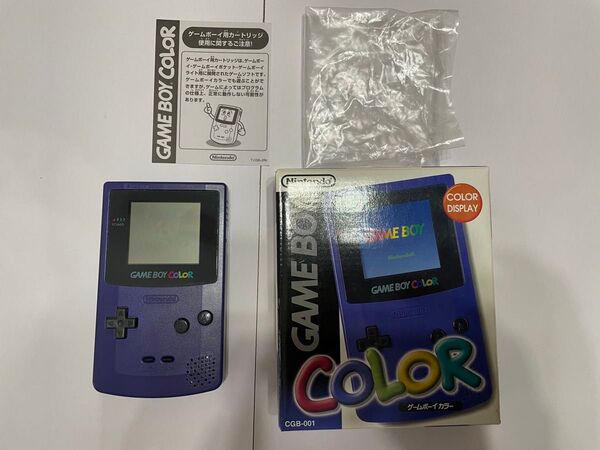 GAME BOY COLOR
ゲームボーイ用カートリッジ
使用に関するご注意!
ゲームボーイ用カートリッジは、ゲームボー
イ・ゲームボーイポケット・ゲームボーイ
ライト用に開発されたゲームソフトです。
ゲームボーイカラーでも遊ぶことがで
きますが、ゲームによってはプログラム
の仕様上、正常に動作しない可能性が
あります。
Nintendo
POWER
GAME BOY COLOR
Nintendo
Nintendo
GAME BOY
COLOR
DISPLAY
GAME BOY
Nintendo
GAME BOY COLOR
COLOR
ゲームボーイカラー
CGB-001